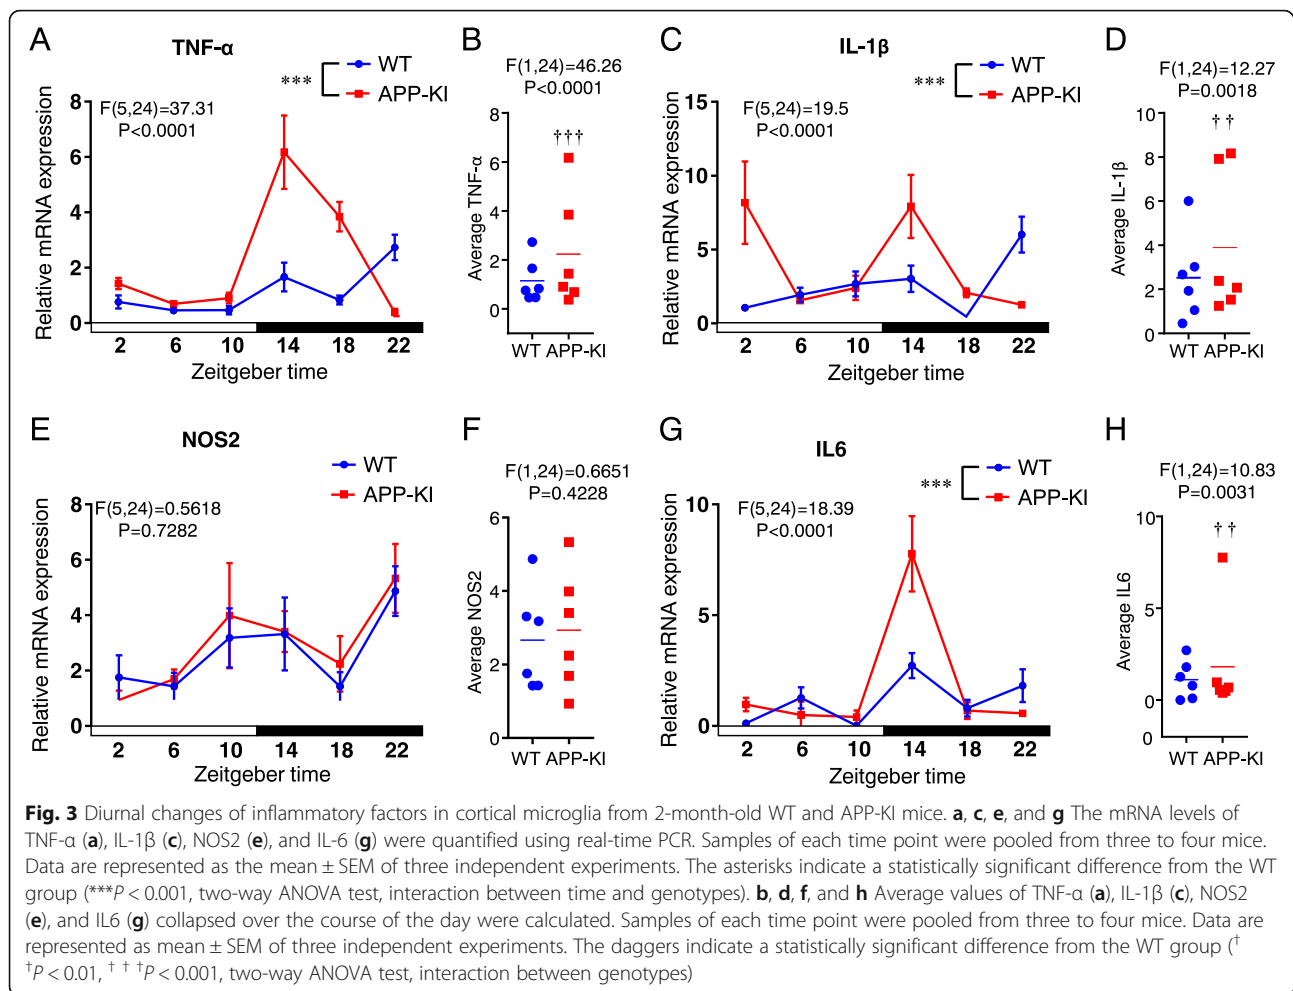 A
TNF-α
WT
***
APP-KI
F(5,24)=37.31
P<0.0001
Relative mRNA expression
8
6
4
2
0
2 6 10 14 18 22
Zeitgeber time
B
F(1,24)=46.26
P<0.0001
†††
Average TNF-α
8
6
4
2
0
WT APP-KI
C
IL-1β
WT
***
APP-KI
F(5,24)=19.5
P<0.0001
Relative mRNA expression
15
10
5
0
2 6 10 14 18 22
Zeitgeber time
D
F(1,24)=12.27
P=0.0018
††
Average IL-1β
10
8
6
4
2
0
WT APP-KI
E
NOS2
WT
APP-KI
F(5,24)=0.5618
P=0.7282
Relative mRNA expression
8
6
4
2
0
2 6 10 14 18 22
Zeitgeber time
F
F(1,24)=0.6651
P=0.4228
Average NOS2
6
4
2
0
WT APP-KI
G
IL6
WT
***
APP-KI
F(5,24)=18.39
P<0.0001
Relative mRNA expression
10
5
0
2 6 10 14 18 22
Zeitgeber time
H
F(1,24)=10.83
P=0.0031
††
Average IL6
10
5
0
0
WT APP-KI
Fig. 3 Diurnal changes of inflammatory factors in cortical microglia from 2-month-old WT and APP-KI mice. a, c, e, and g The mRNA levels of
TNF-α (a), IL-1β (c), NOS2 (e), and IL-6 (g) were quantified using real-time PCR. Samples of each time point were pooled from three to four mice.
Data are represented as the mean ± SEM of three independent experiments. The asterisks indicate a statistically significant difference from the WT
group (***P < 0.001, two-way ANOVA test, interaction between time and genotypes). b, d, f, and h Average values of TNF-α (a), IL-1β (c), NOS2
(e), and IL6 (g) collapsed over the course of the day were calculated. Samples of each time point were pooled from three to four mice. Data are
represented as mean ± SEM of three independent experiments. The daggers indicate a statistically significant difference from the WT group (†
†P < 0.01, † † †P < 0.001, two-way ANOVA test, interaction between genotypes)